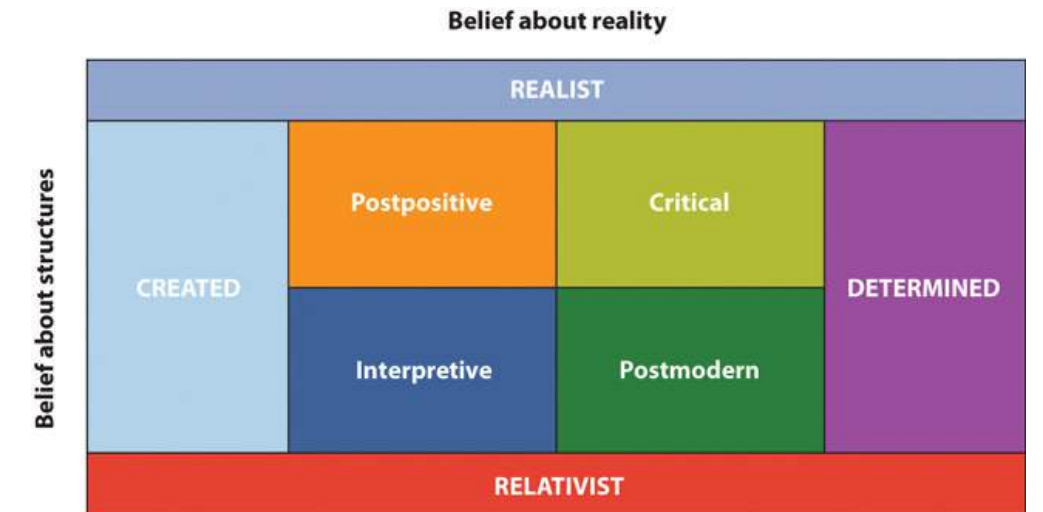 Belief about reality
REALIST
Belief about structures
CREATED
Postpositive
Critical
DETERMINED
Interpretive
Postmodern
RELATIVIST